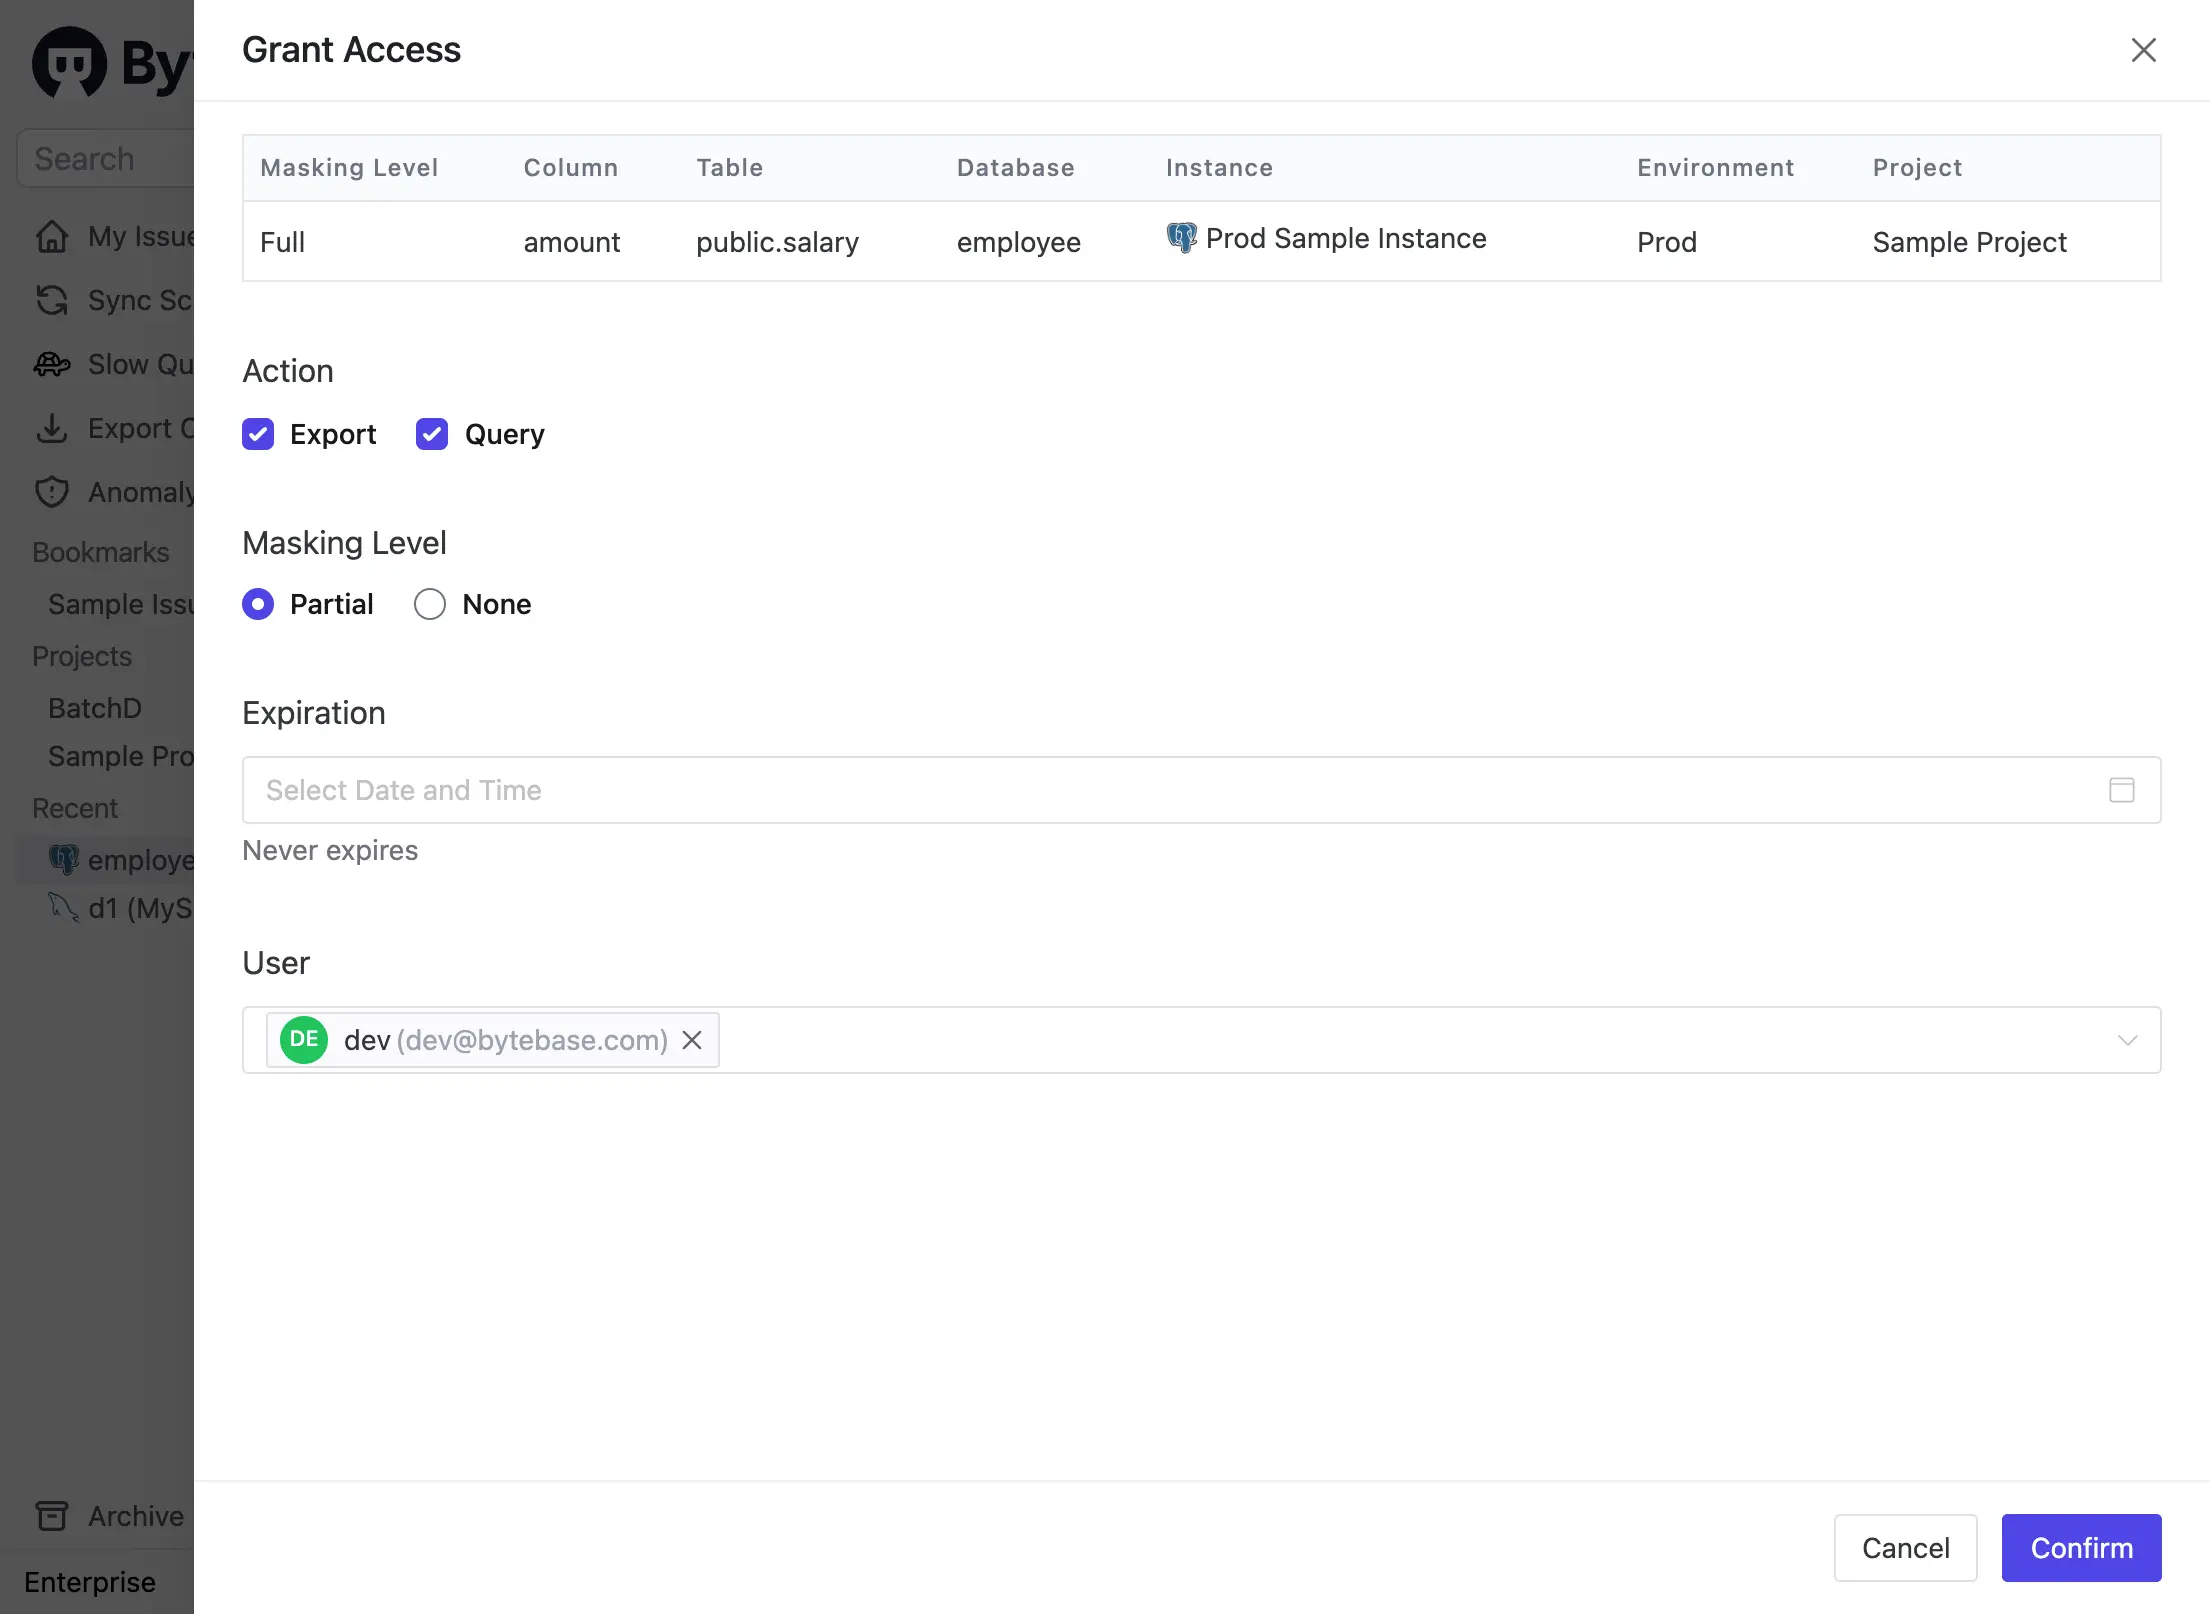 Grant Access
By
Search
My Issue
Sync Sc
Slow Qu
Export C
Anomaly
Bookmarks
Sample Issu
Projects
BatchD
Sample Pro
Recent
employe
d1 (MyS
Archive
Enterprise
Masking Level Column Table Database Instance Environment Project
Full amount public.salary employee Prod Sample Instance Prod Sample Project
Action
Export Query
Masking Level
Partial None
Expiration
Select Date and Time
Never expires
User
DE dev (dev@bytebase.com)
Cancel Confirm